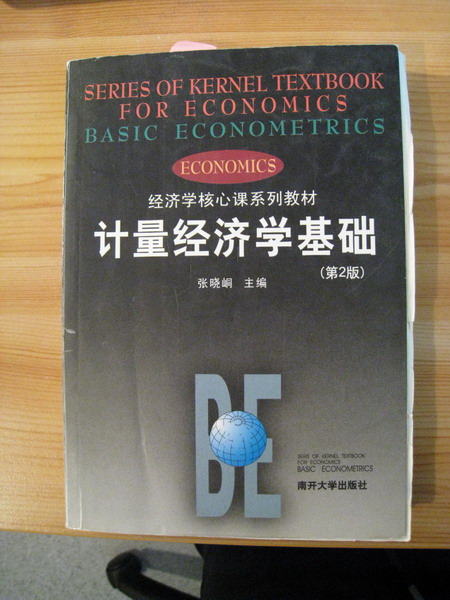 SERIES OF KERNEL TEXTBOOK
FOR ECONOMICS
BASIC ECONOMETRICS
ECONOMICS
经济学核心课系列教材
计量经济学基础
(第2版)
张晓峒 主编
BE
SERIES OF KERNEL TEXTBOOK
FOR ECONOMICS
BASIC ECONOMETRICS
南开大学出版社